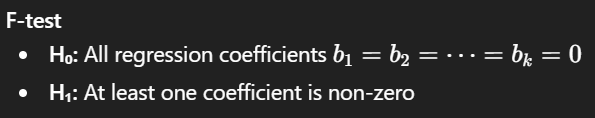 F-test
• H₀: All regression coefficients b₁ = b₂ = ⋯ = bₖ = 0
• H₁: At least one coefficient is non-zero